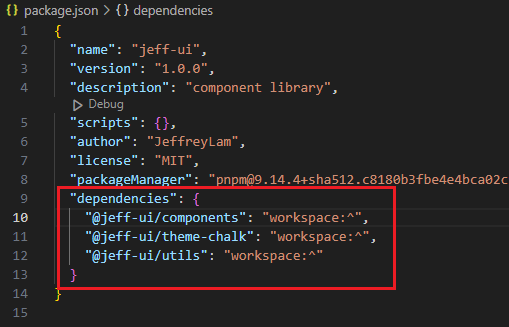 package.json > {} dependencies
1 {
2 "name": "jeff-ui",
3 "version": "1.0.0",
4 "description": "component library",
Debug
5 "scripts": {},
6 "author": "JeffreyLam",
7 "license": "MIT",
8 "packageManager": "pnpm@9.14.4+sha512.c8180b3fbe4e4bca02c
9 "dependencies": {
10 "@jeff-ui/components": "workspace:^",
11 "@jeff-ui/theme-chalk": "workspace:^",
12 "@jeff-ui/utils": "workspace:^"
13 }
14 }
15